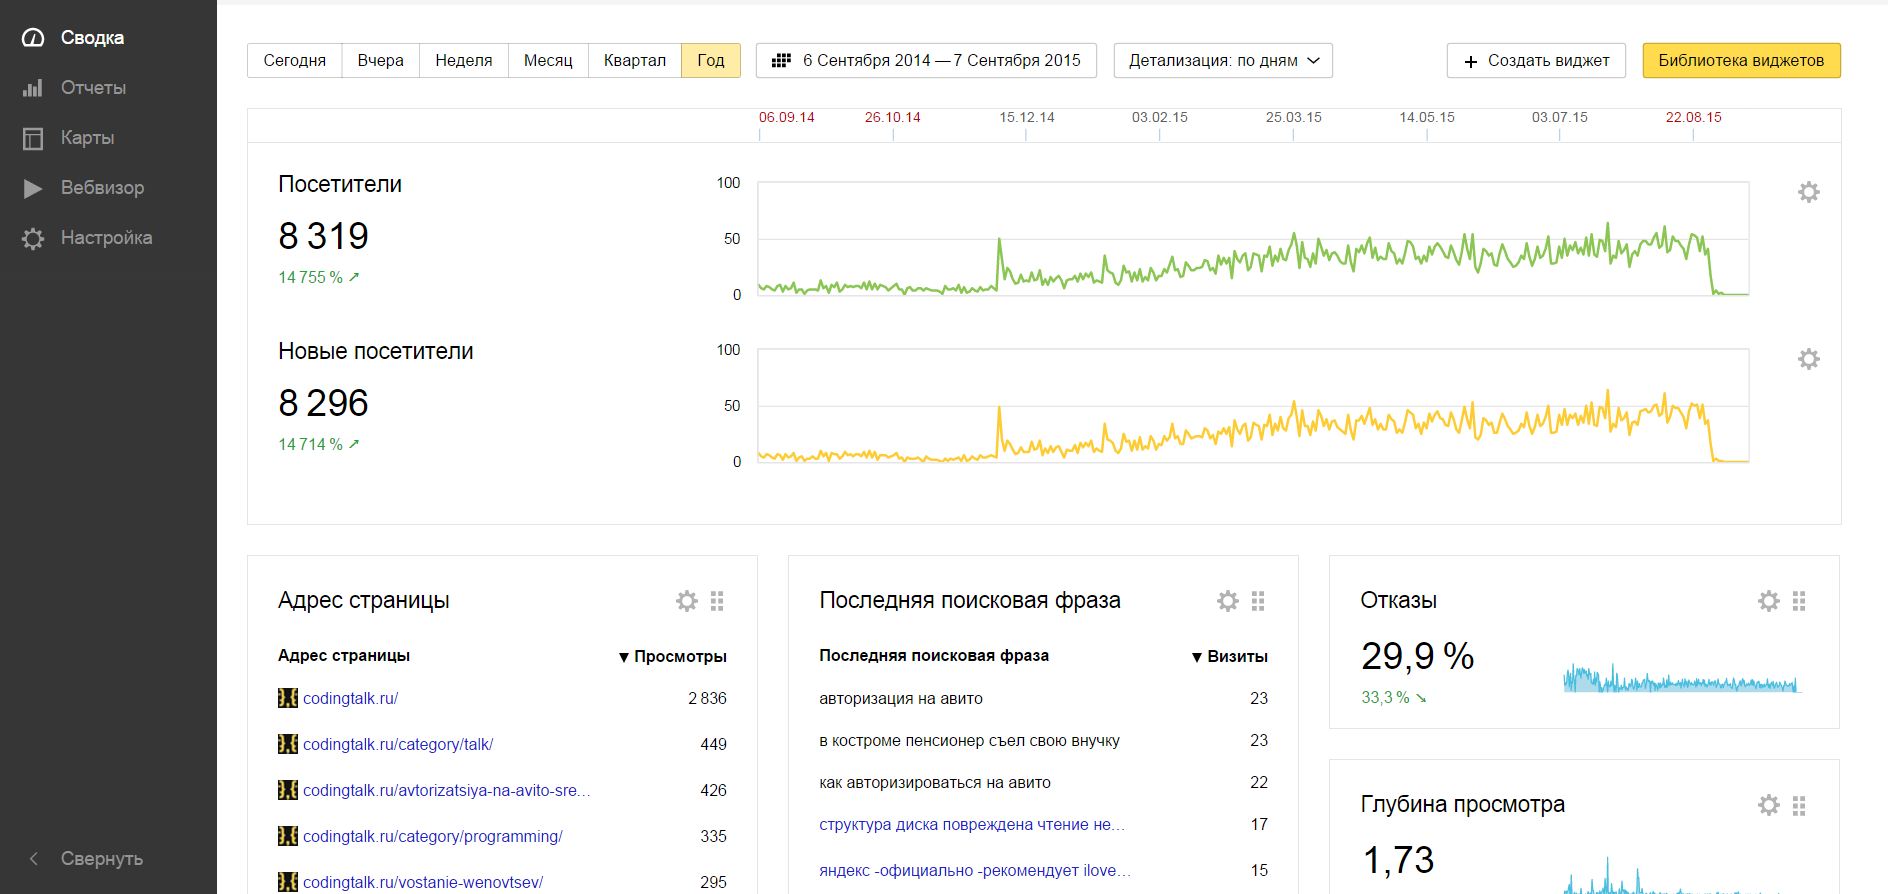 Сводка
Отчеты
Карты
Вебвизор
Настройка
Свернуть
Сегодня Вчера Неделя Месяц Квартал Год 6 Сентября 2014 — 7 Сентября 2015 Детализация: по дням + Создать виджет Библиотека виджетов
06.09.14 26.10.14 15.12.14 03.02.15 25.03.15 14.05.15 03.07.15 22.08.15
Посетители
8 319
14 755 % ↗
100
50
0
Новые посетители
8 296
14 714 % ↗
100
50
0
Адрес страницы
Адрес страницы ▼ Просмотры
codingtalk.ru/ 2 836
codingtalk.ru/category/talk/ 449
codingtalk.ru/avtorizatsiya-na-avito-sre… 426
codingtalk.ru/category/programming/ 335
codingtalk.ru/vostanie-wenovtsev/ 295
Последняя поисковая фраза
Последняя поисковая фраза ▼ Визиты
авторизация на авито 23
в костроме пенсионер съел свою внучку 23
как авторизироваться на авито 22
структура диска повреждена чтение не… 17
яндекс -официально -рекомендует ilove… 15
Отказы
29,9 %
33,3 % ↘
Глубина просмотра
1,73